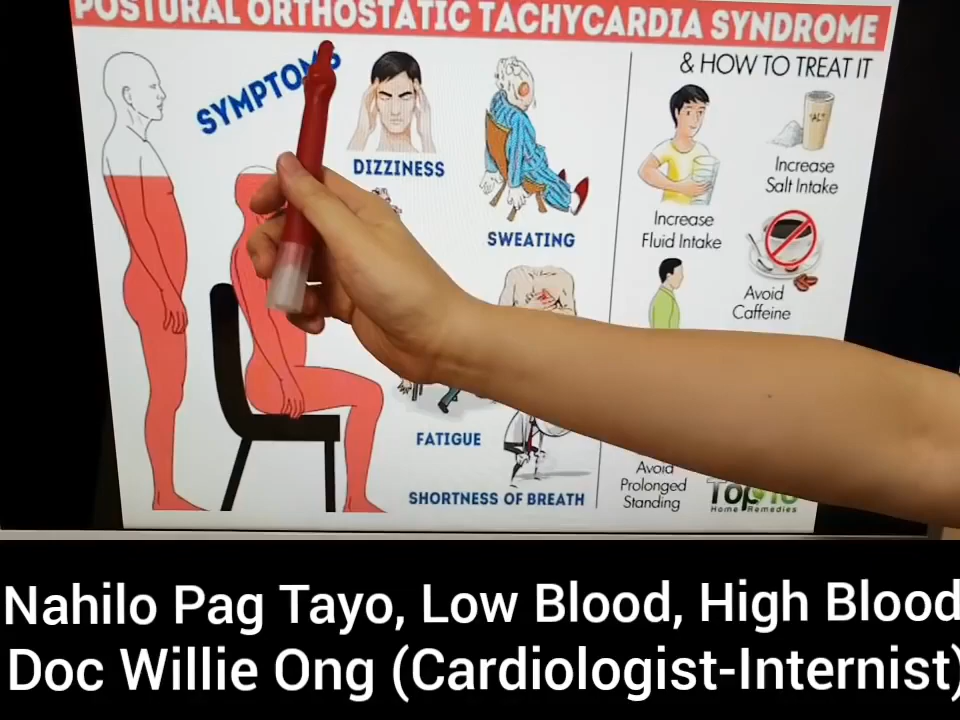 POSTURAL ORTHOSTATIC TACHYCARDIA SYNDROME
& HOW TO TREAT IT
SYMPTOMS
DIZZINESS
SWEATING
FATIGUE
SHORTNESS OF BREATH
Increase
Fluid Intake
Increase
Salt Intake
Avoid
Caffeine
Avoid
Prolonged
Standing
Top10
Home Remedies
Nahilo Pag Tayo, Low Blood, High Blood
Doc Willie Ong (Cardiologist-Internist)